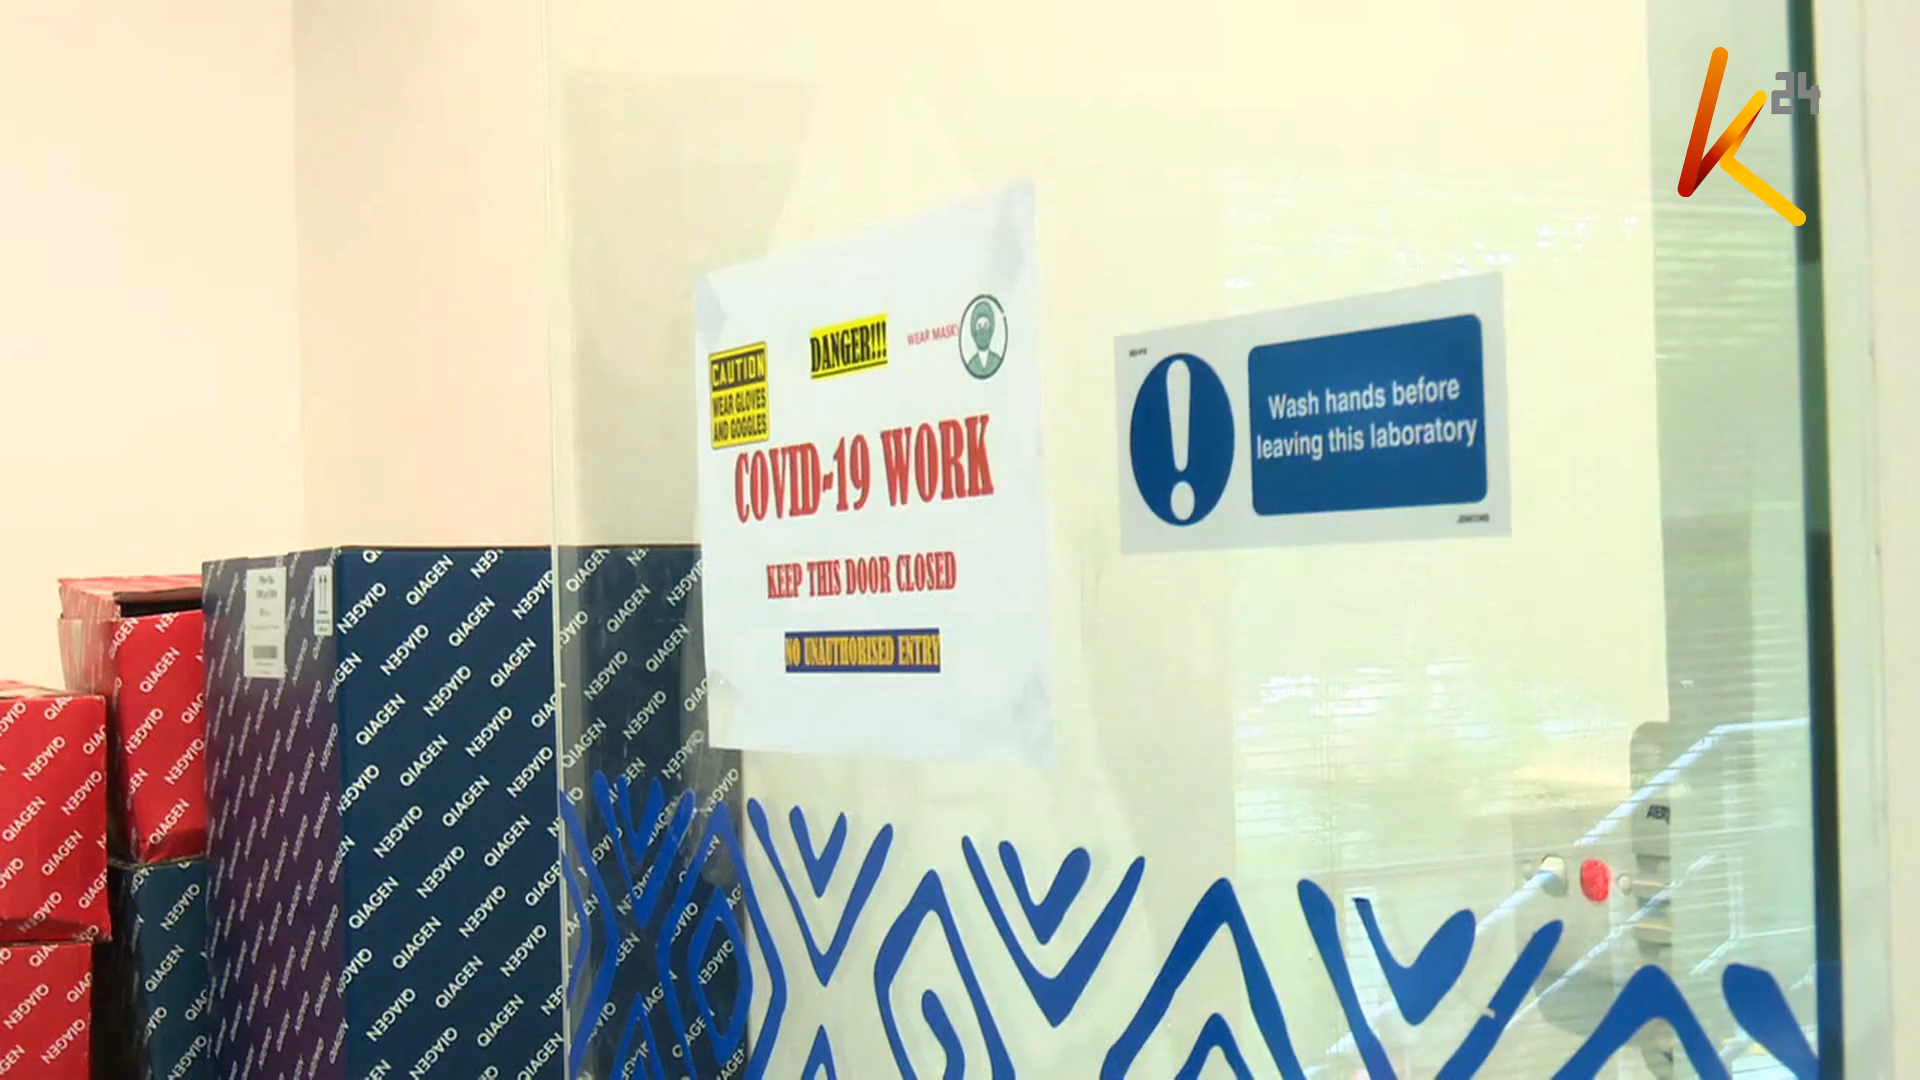 K24
CAUTION
WEAR GLOVES
AND GOGGLES
DANGER!!!
WEAR MASK
COVID-19 WORK
KEEP THIS DOOR CLOSED
NO UNAUTHORISED ENTRY
Wash hands before
leaving this laboratory
QIAGEN